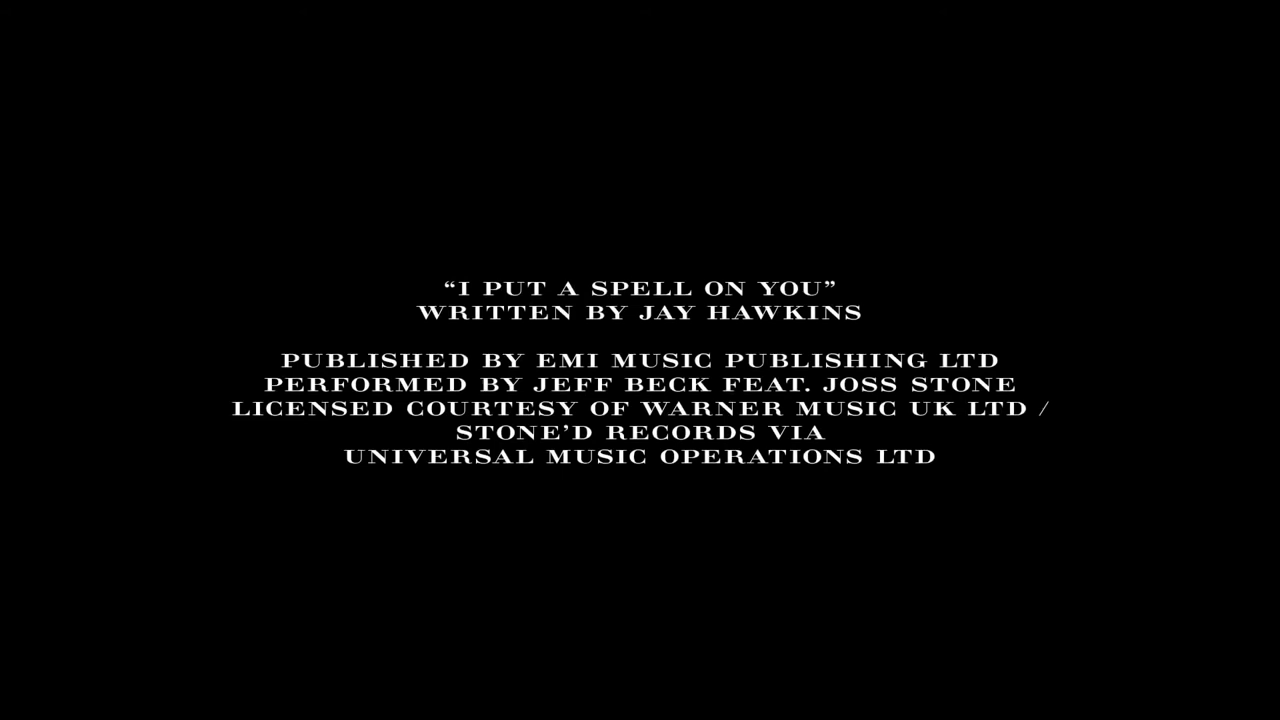 “I PUT A SPELL ON YOU”
WRITTEN BY JAY HAWKINS
PUBLISHED BY EMI MUSIC PUBLISHING LTD
PERFORMED BY JEFF BECK FEAT. JOSS STONE
LICENSED COURTESY OF WARNER MUSIC UK LTD /
STONE’D RECORDS VIA
UNIVERSAL MUSIC OPERATIONS LTD